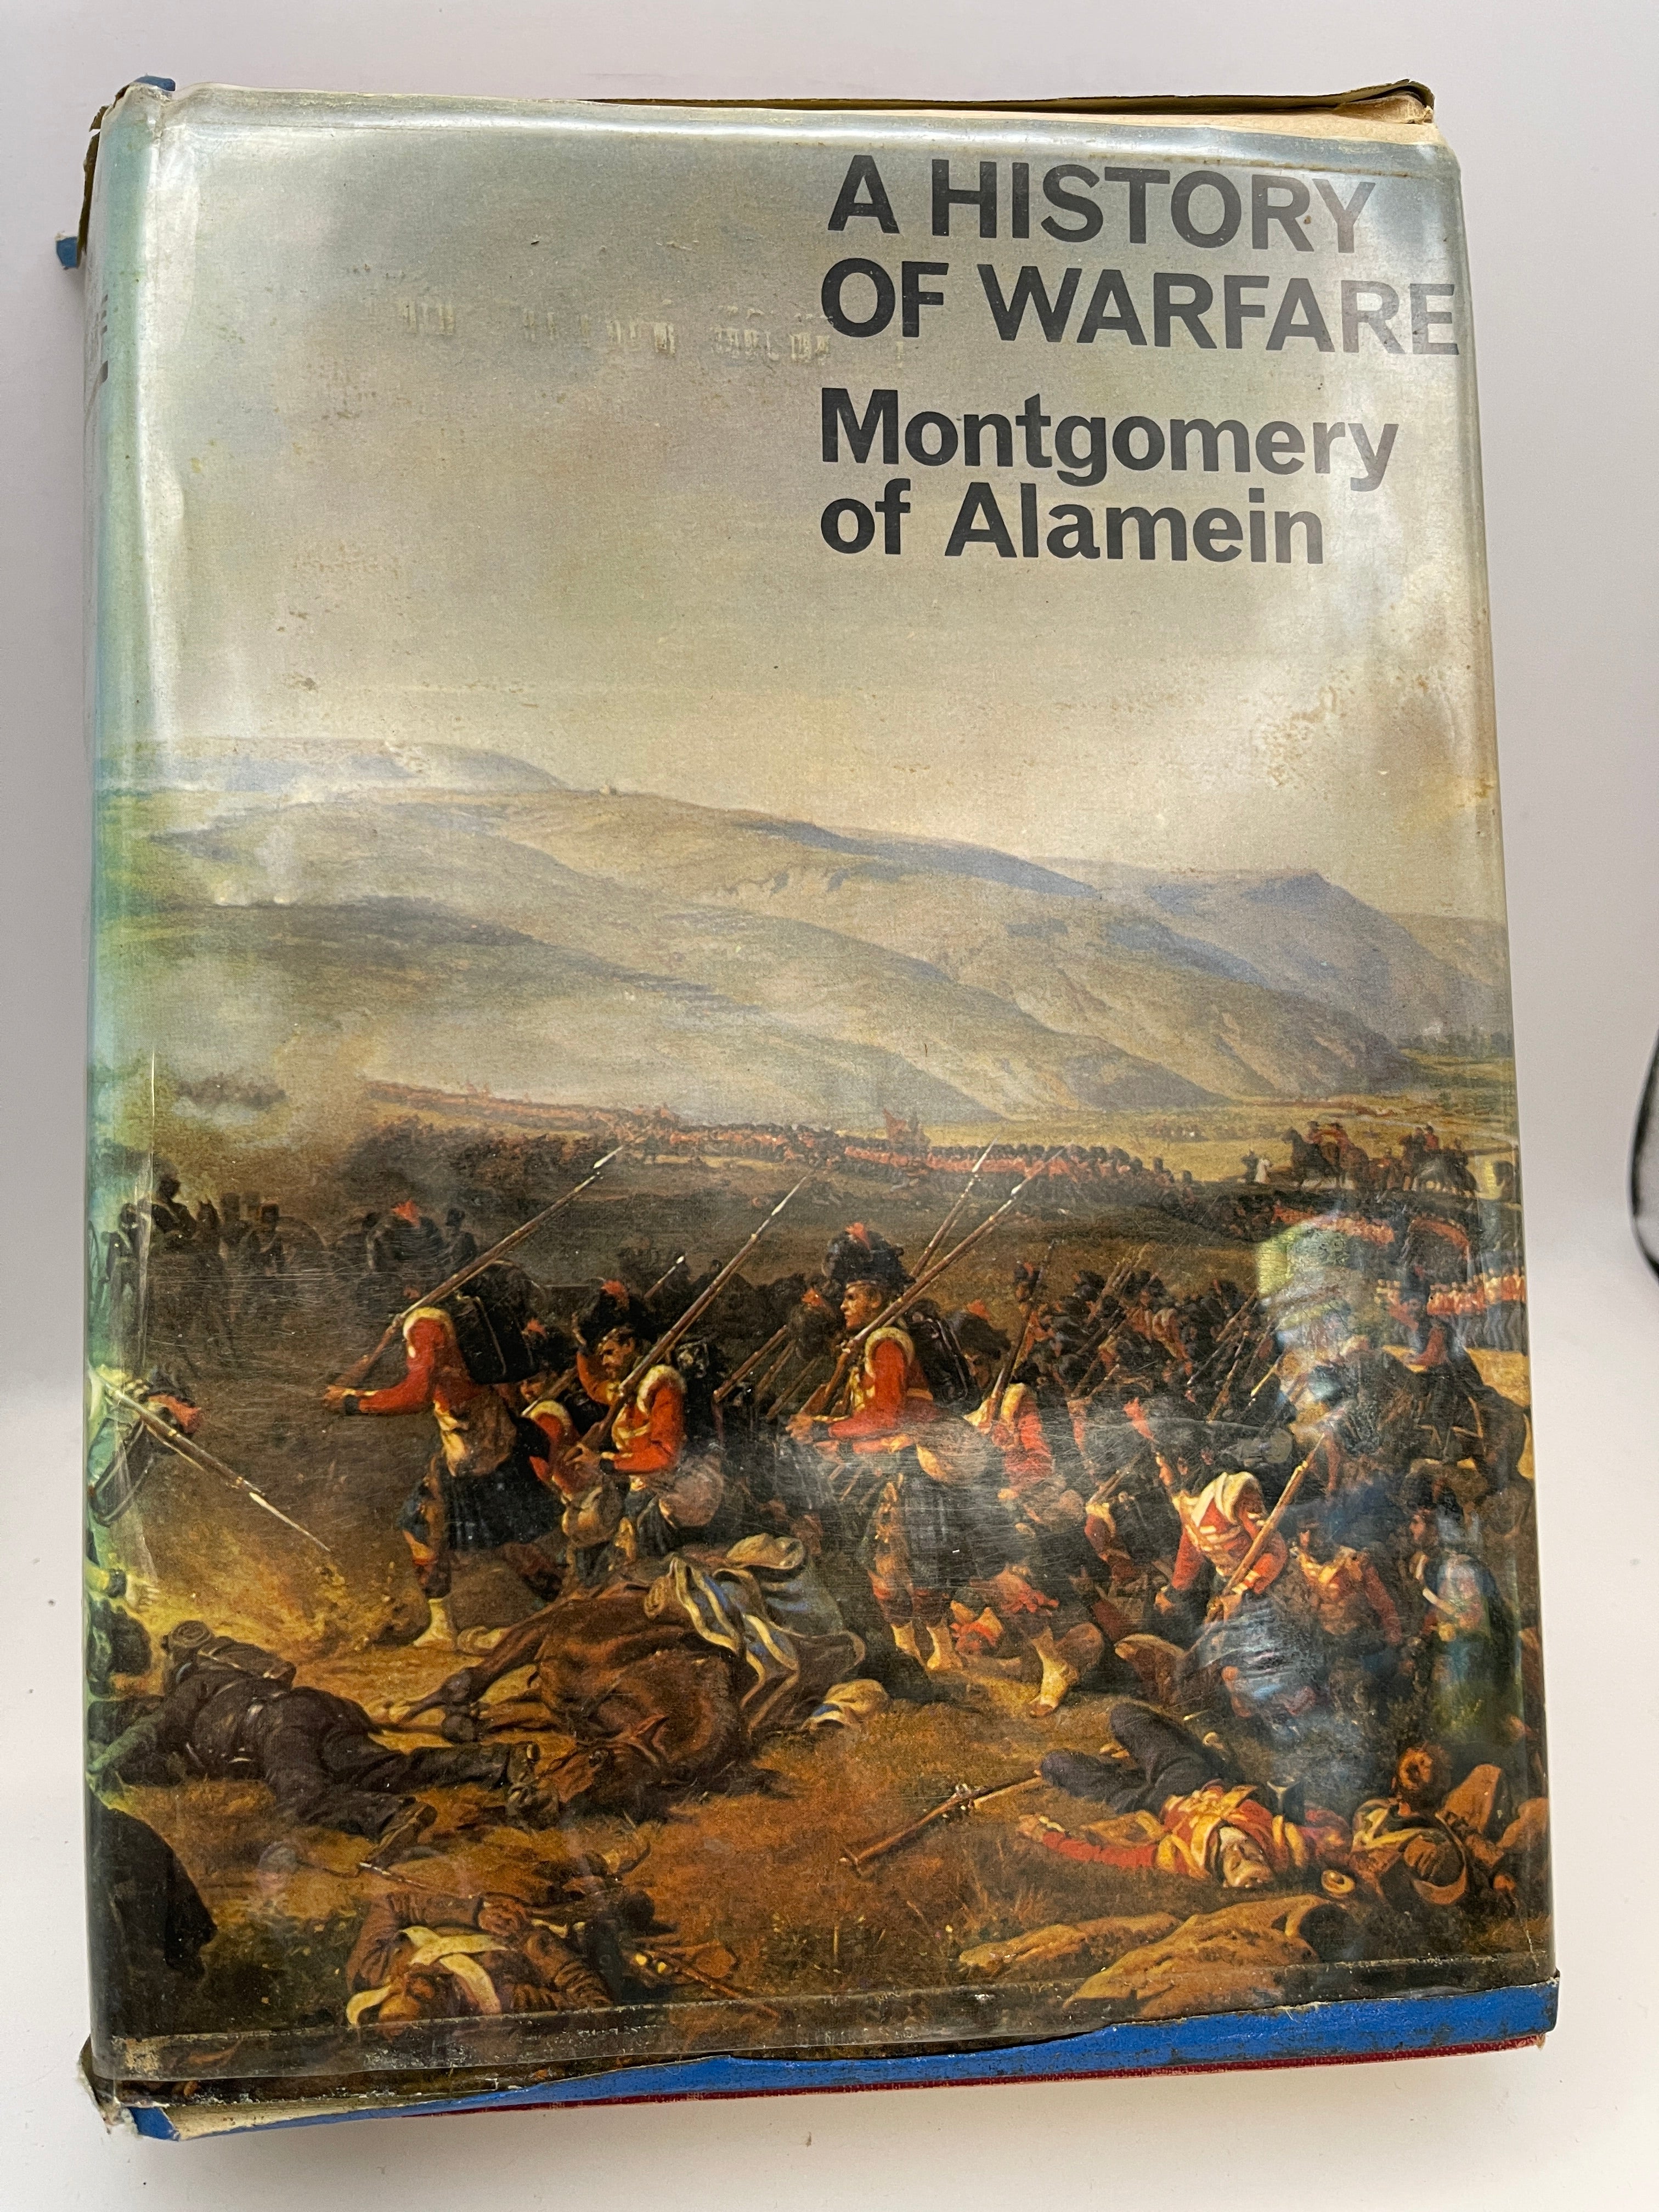 A HISTORY
OF WARFARE
Montgomery
of Alamein